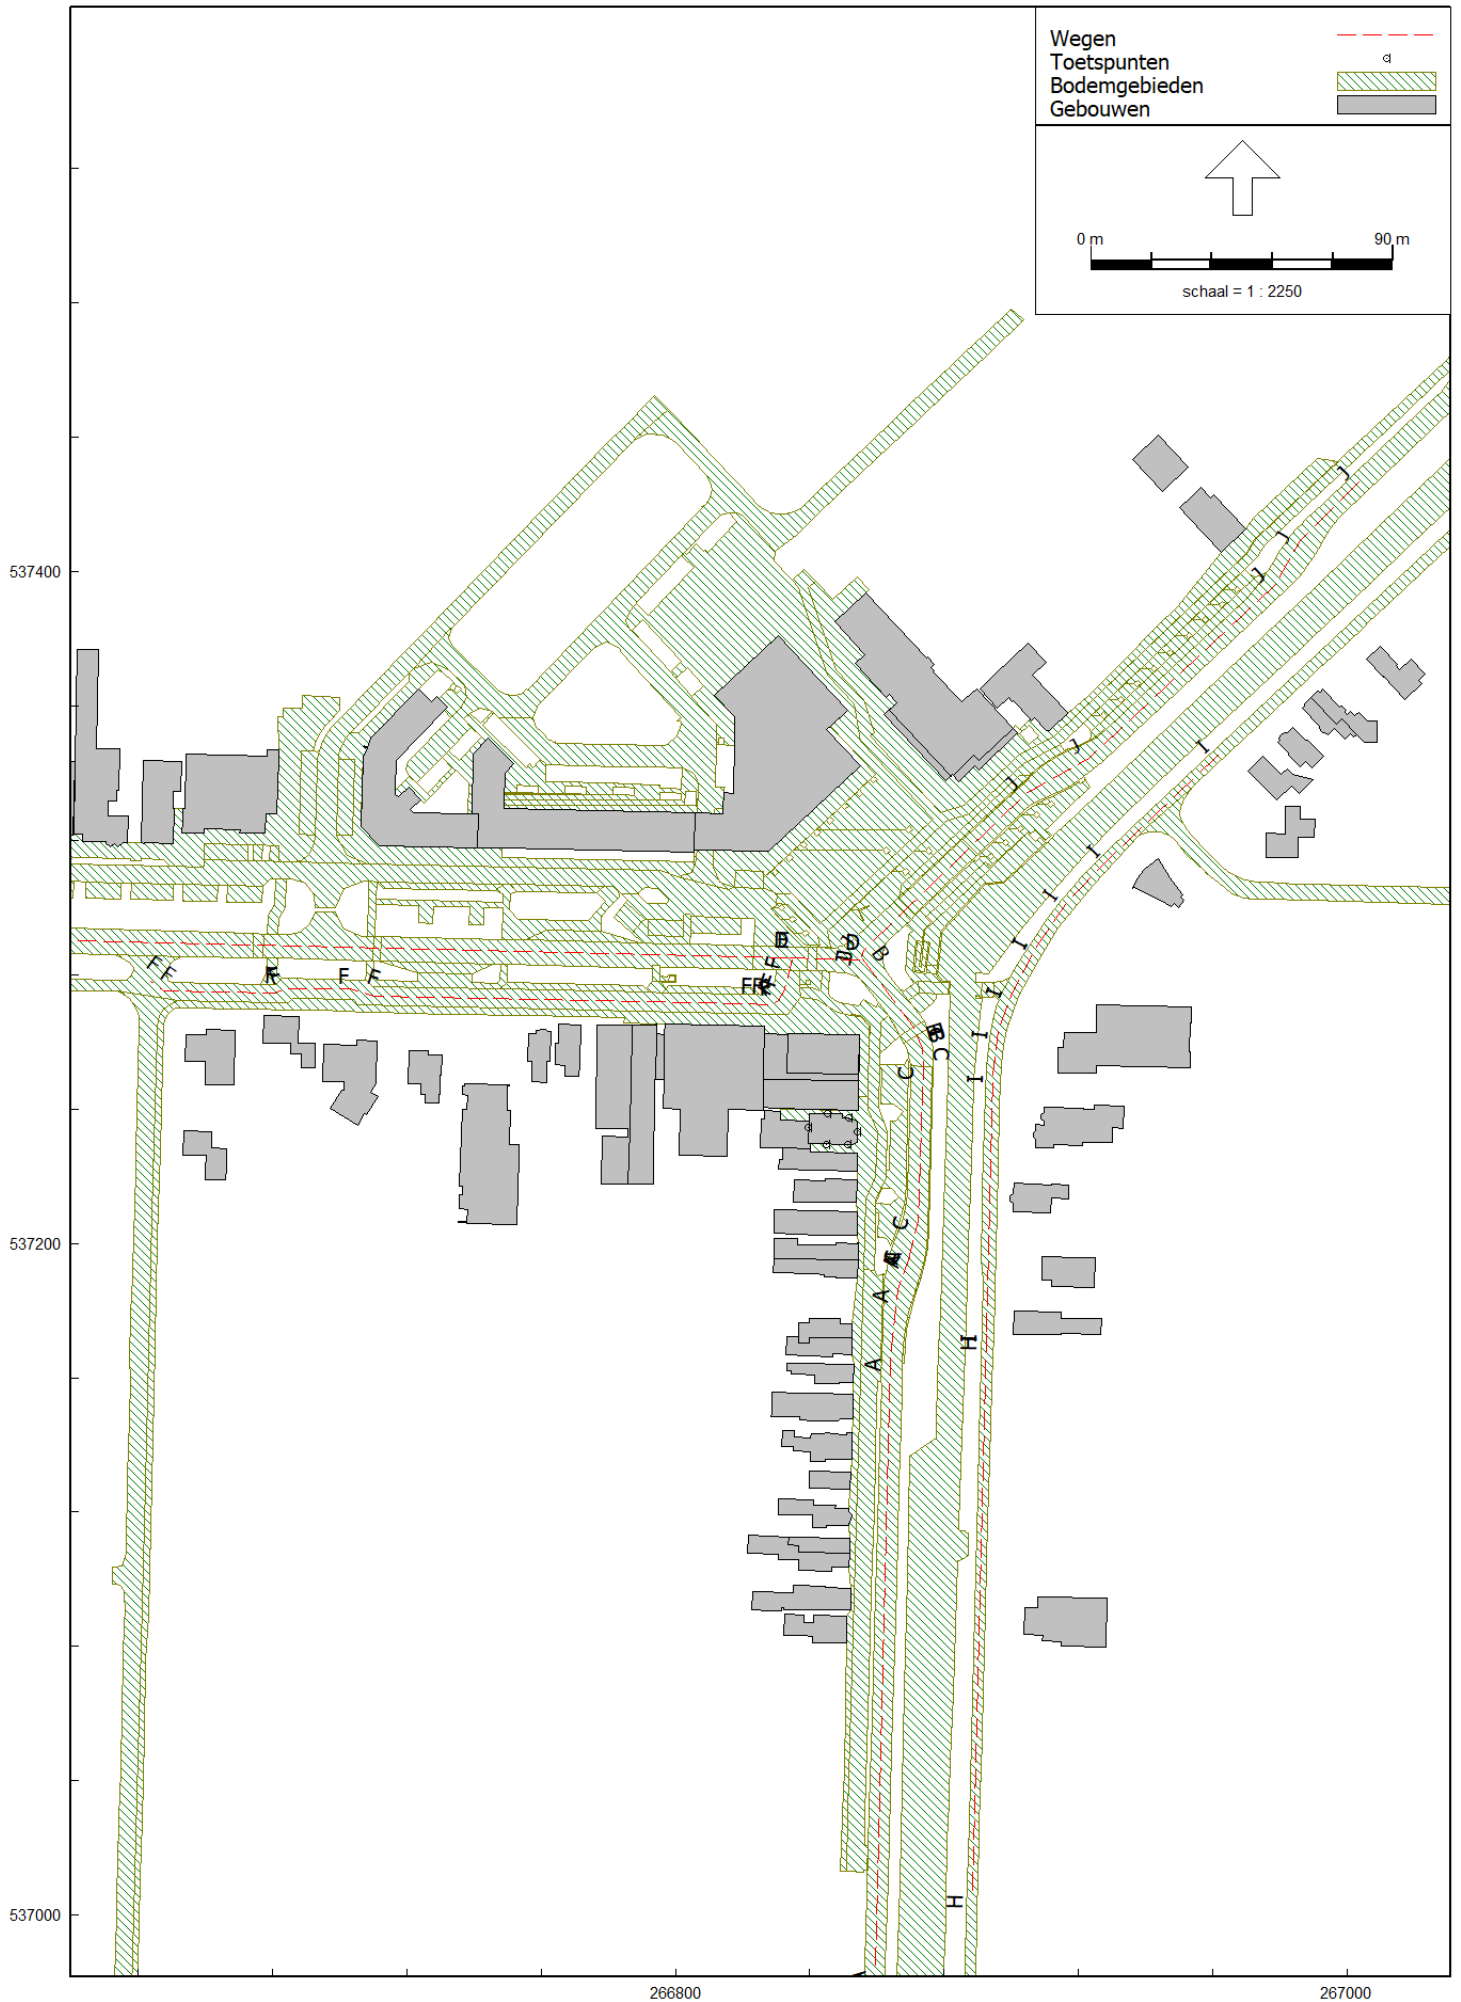 Wegen
Toetspunten
Bodemgebieden
Gebouwen
0 m 90 m
schaal = 1 : 2250
J
J
J
537400
J
I
J
I
I
I
D
B
F F
F F
F
I
B C
I
C
I
C
537200
A
A
H
H
537000
266800 267000